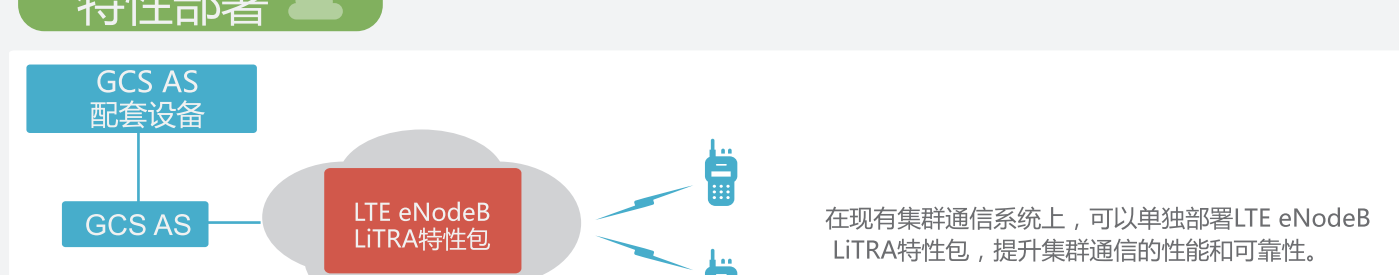 特性部署
GCS AS
配套设备
GCS AS
LTE eNodeB
LiTRA特性包
在现有集群通信系统上，可以单独部署LTE eNodeB
LiTRA特性包，提升集群通信的性能和可靠性。